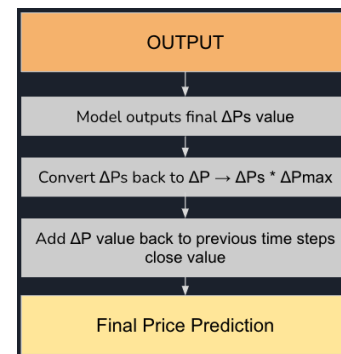 OUTPUT
Model outputs final ΔPs value
Convert ΔPs back to ΔP → ΔPs * ΔPmax
Add ΔP value back to previous time steps
close value
Final Price Prediction